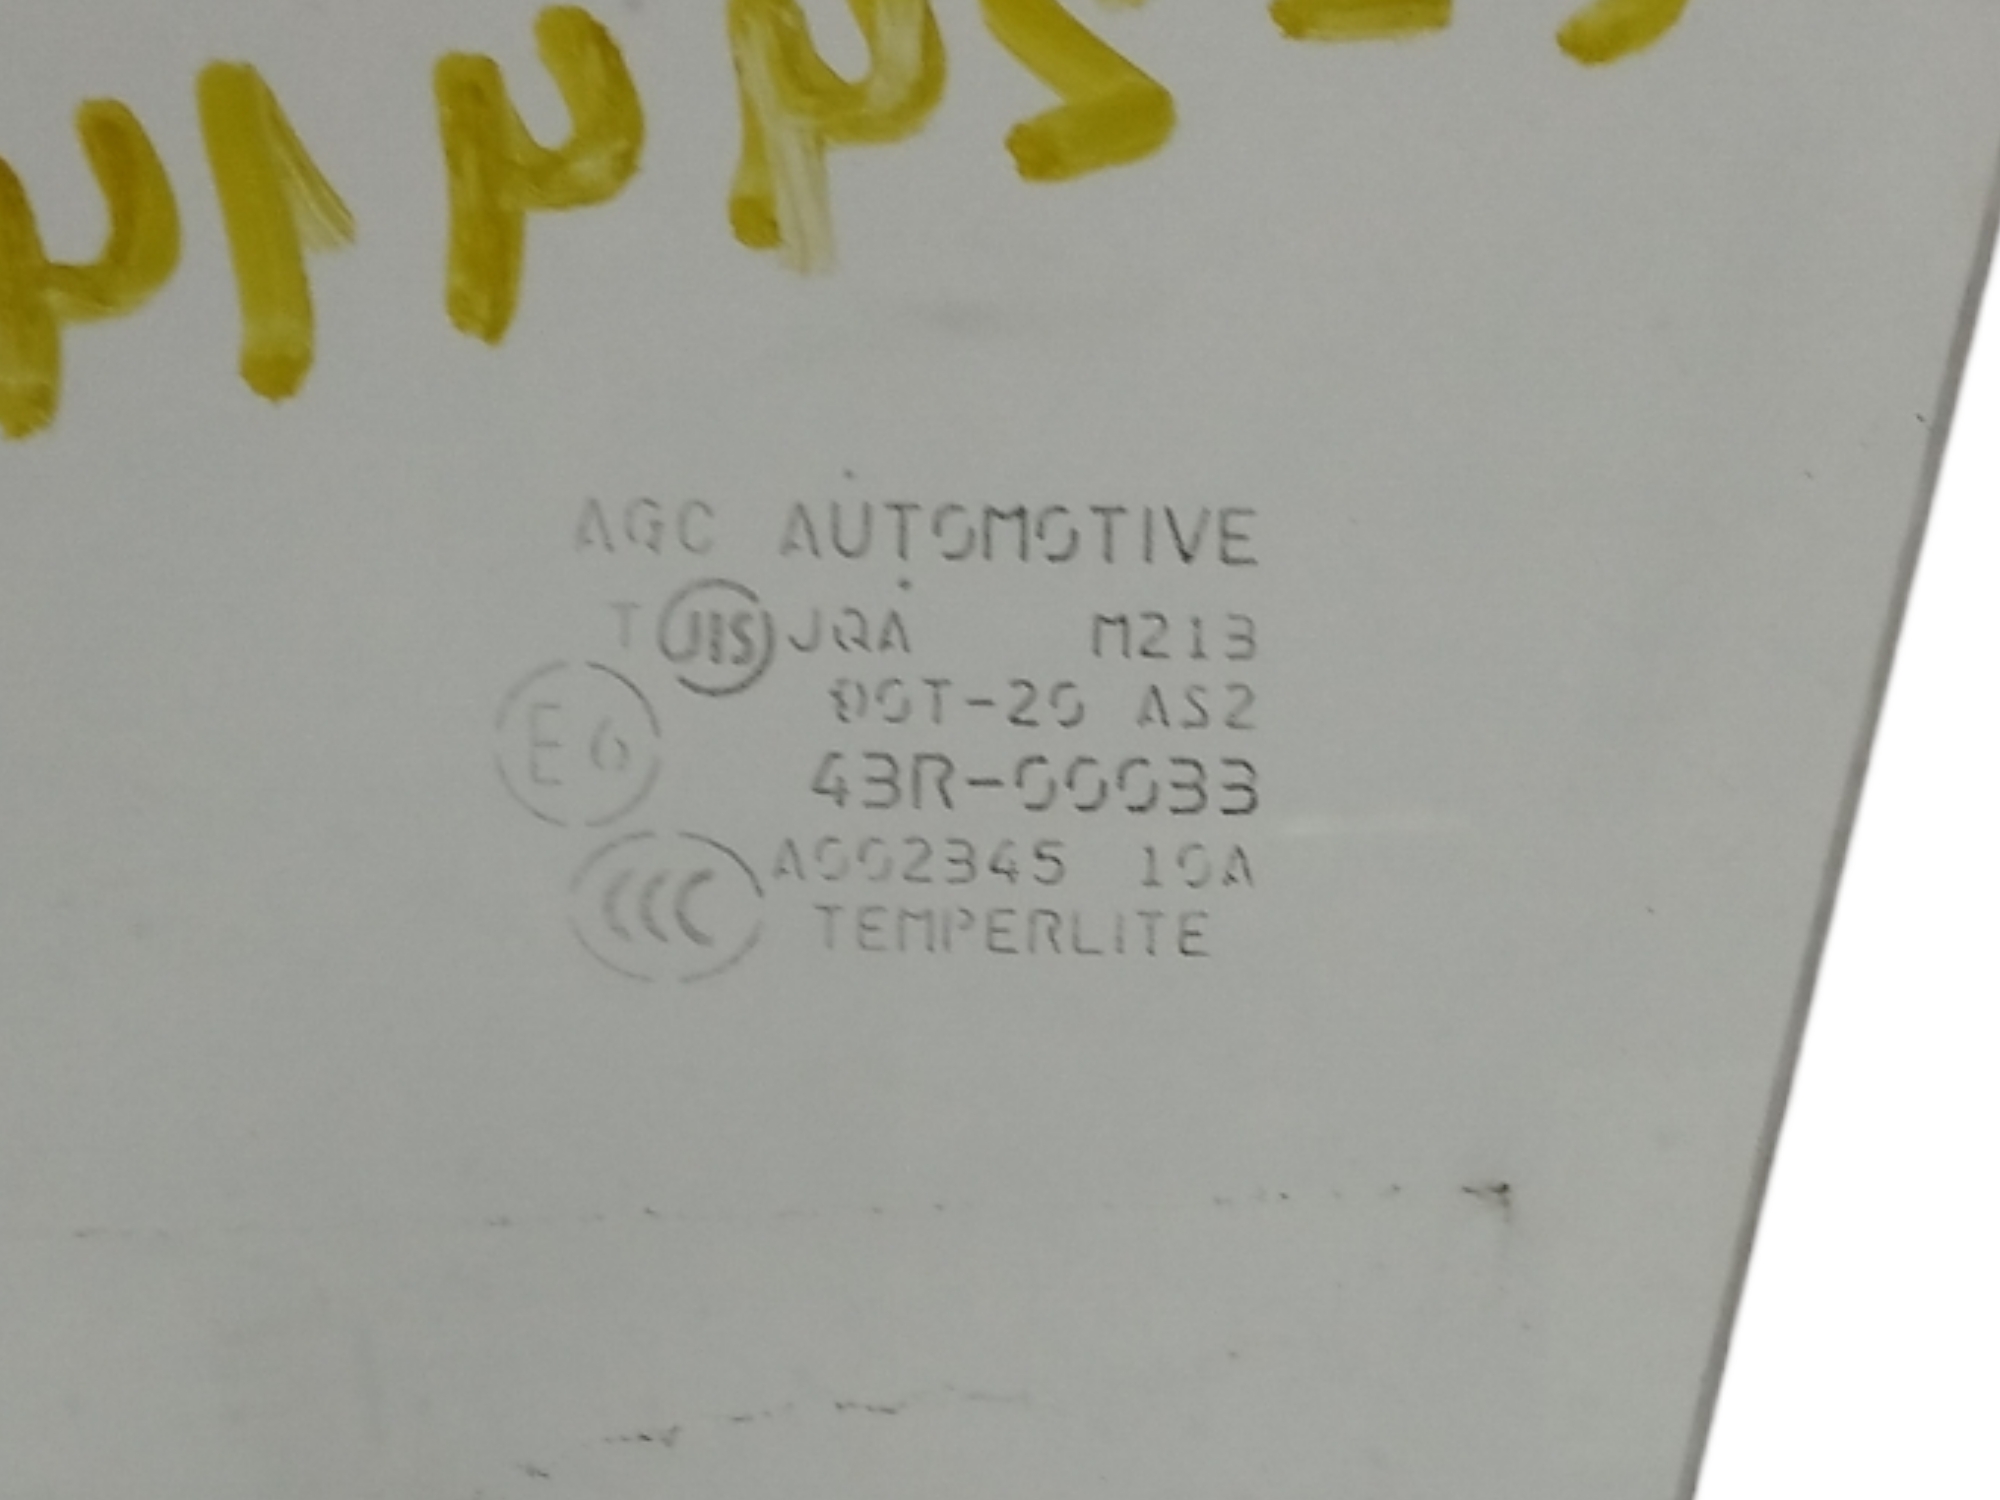 AGC AUTOMOTIVE
T JIS JQA M213
DOT-20 AS2
E6
43R-00033
CCC A002345 10A
TEMPERLITE